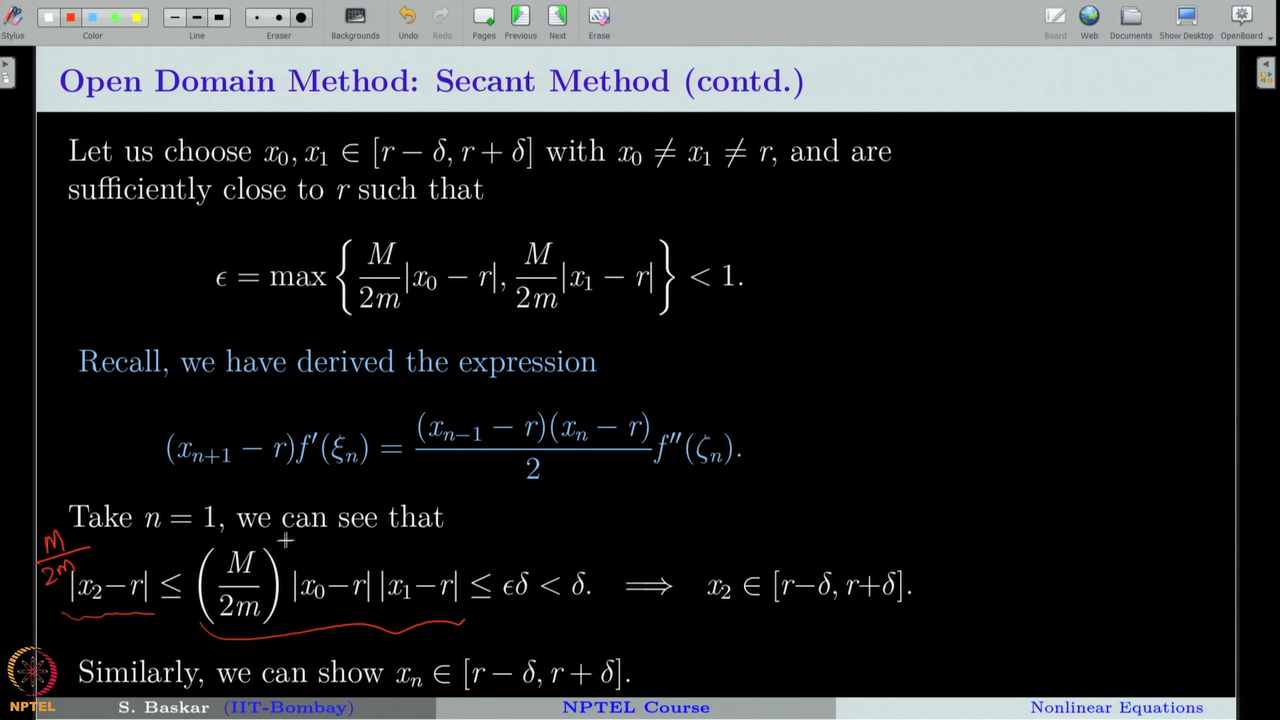 Stylus Color Line Eraser Backgrounds Undo Redo Pages Previous Next Erase Board Web Documents Show Desktop OpenBoard
Open Domain Method: Secant Method (contd.)
Let us choose x₀, x₁ ∈ [r − δ, r + δ] with x₀ ≠ x₁ ≠ r, and are
sufficiently close to r such that
ϵ = max { M/2m |x₀ − r|, M/2m |x₁ − r| } < 1.
Recall, we have derived the expression
(xₙ₊₁ − r)f′(ξₙ) = (xₙ₋₁ − r)(xₙ − r)/2 f″(ζₙ).
Take n = 1, we can see that
M/2m |x₂−r| ≤ (M/2m) |x₀−r| |x₁−r| ≤ ϵδ < δ. ⟹ x₂ ∈ [r−δ, r+δ].
Similarly, we can show xₙ ∈ [r − δ, r + δ].
NPTEL S. Baskar (IIT-Bombay) NPTEL Course Nonlinear Equations